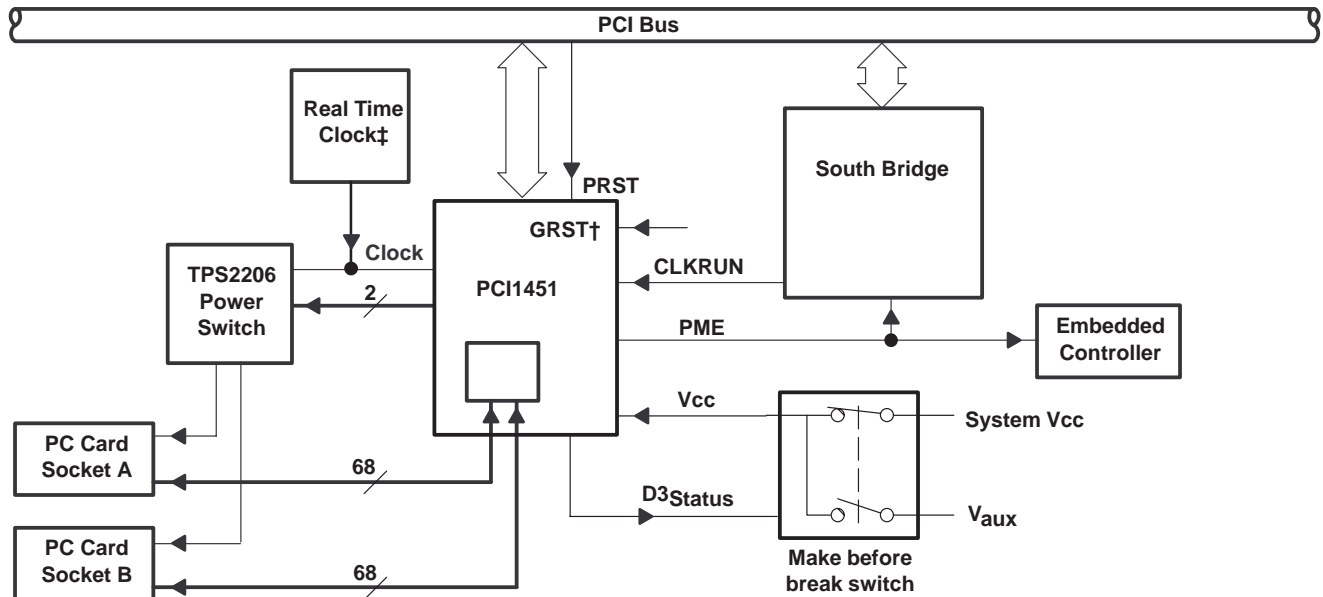 PCI Bus
Real Time
Clock‡
South Bridge
PRST
GRST†
Clock
CLKRUN
TPS2206
Power
Switch
2
PCI1451
PME
Embedded
Controller
Vcc
System Vcc
PC Card
Socket A
68
D3Status
Vaux
PC Card
Socket B
68
Make before
break switch